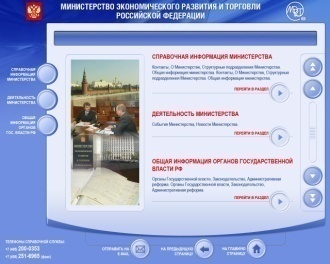 МИНИСТЕРСТВО ЭКОНОМИЧЕСКОГО РАЗВИТИЯ И ТОРГОВЛИ
РОССИЙСКОЙ ФЕДЕРАЦИИ
СПРАВОЧНАЯ
ИНФОРМАЦИЯ
МИНИСТЕРСТВА
ДЕЯТЕЛЬНОСТЬ
МИНИСТЕРСТВА
ОБЩАЯ
ИНФОРМАЦИЯ
ОРГАНОВ
ГОС. ВЛАСТИ РФ
СПРАВОЧНАЯ ИНФОРМАЦИЯ МИНИСТЕРСТВА
Контакты, О Министерстве, Структурные подразделения Министерства.
Общая информация министерства. Контакты, О Министерстве, Структурные
подразделения Министерства. Общая информация министерства.
ПЕРЕЙТИ В РАЗДЕЛ
ДЕЯТЕЛЬНОСТЬ МИНИСТЕРСТВА
События Министерства, Новости Министерства.
ПЕРЕЙТИ В РАЗДЕЛ
ОБЩАЯ ИНФОРМАЦИЯ ОРГАНОВ ГОСУДАРСТВЕННОЙ
ВЛАСТИ РФ
Органы Государственной власти, Законодательство, Административная
реформа. Органы Государственной власти, Законодательство,
Административная реформа.
ПЕРЕЙТИ В РАЗДЕЛ
ТЕЛЕФОНЫ СПРАВОЧНОЙ СЛУЖБЫ:
+7 (495) 200-0353
+7 (495) 251-6965 (факс)
ОТПРАВИТЬ НА
E-MAIL
НА ПРЕДЫДУЩУЮ
СТРАНИЦУ
НА ГЛАВНУЮ
СТРАНИЦУ